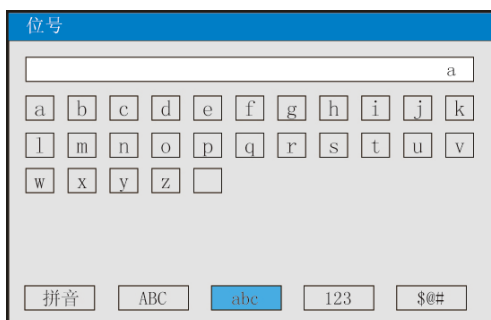 位号
a
a b c d e f g h i j k
l m n o p q r s t u v
w x y z
拼音 ABC abc 123 $@#